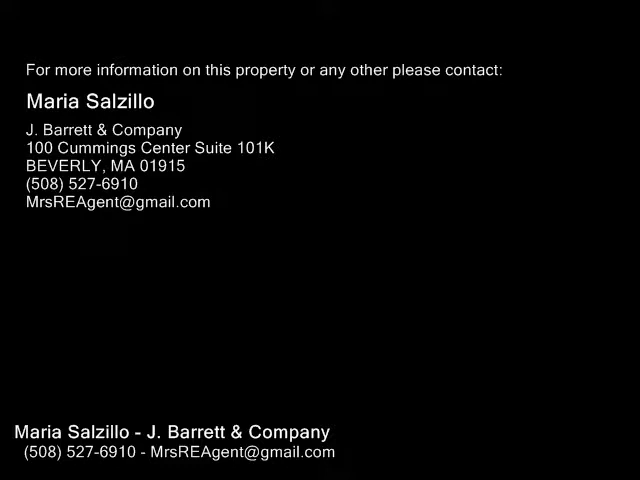 For more information on this property or any other please contact:
Maria Salzillo
J. Barrett & Company
100 Cummings Center Suite 101K
BEVERLY, MA 01915
(508) 527-6910
MrsREAgent@gmail.com
Maria Salzillo - J. Barrett & Company
(508) 527-6910 - MrsREAgent@gmail.com